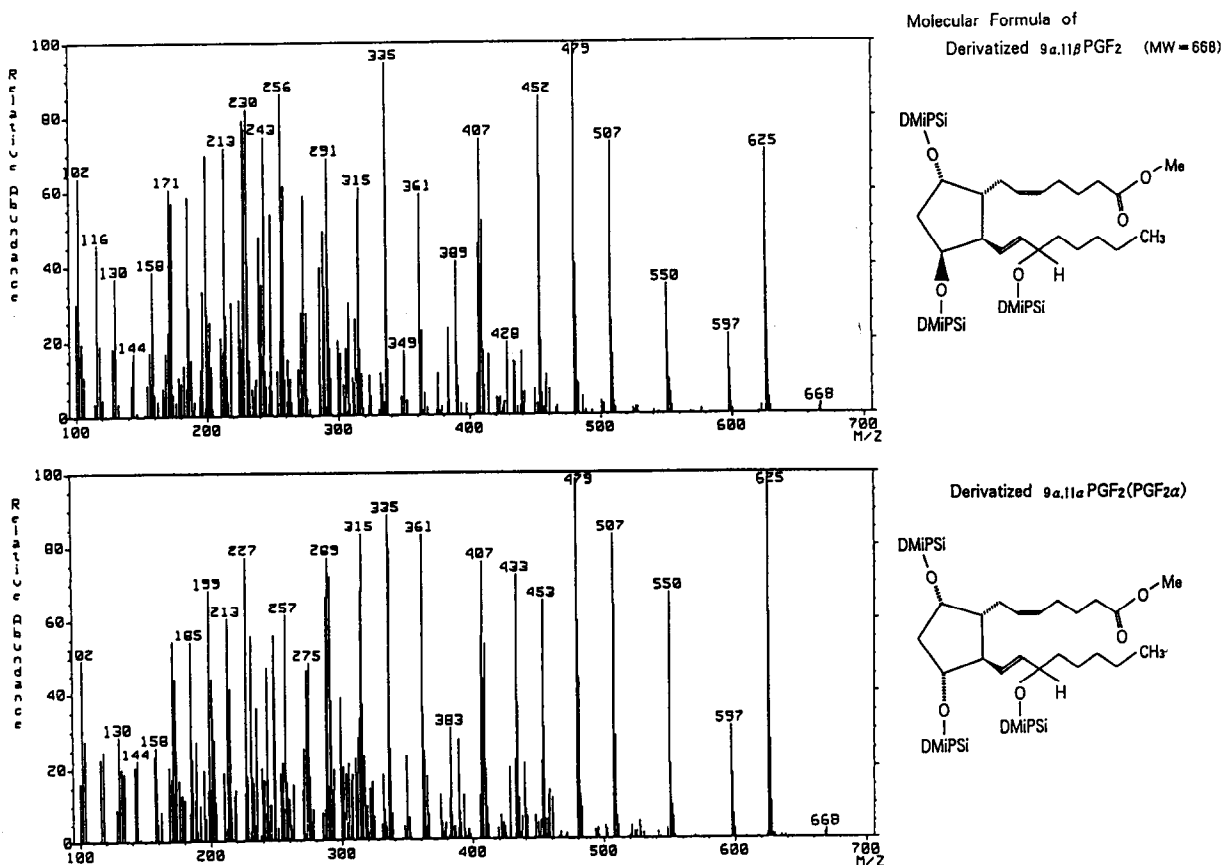 Molecular Formula of
Derivatized 9α.11β PGF2 (MW=668)
Relative Abundance
100
80
60
40
20
0
102
116
130
144
158
171
213
230
243
256
291
315
335
349
361
389
407
428
452
479
507
550
597
625
668
100 200 300 400 500 600 700
M/Z
DMiPSi
O
O
Me
O
CH3
O
H
O
DMiPSi
DMiPSi
Derivatized 9α.11α PGF2(PGF2α)
Relative Abundance
100
80
60
40
20
0
02
130
144
158
185
199
213
227
257
275
289
315
335
361
383
407
433
453
479
507
550
597
625
668
100 200 300 400 500 600 700
M/Z
DMiPSi
O
O
Me
O
CH3
O
H
O
DMiPSi
DMiPSi